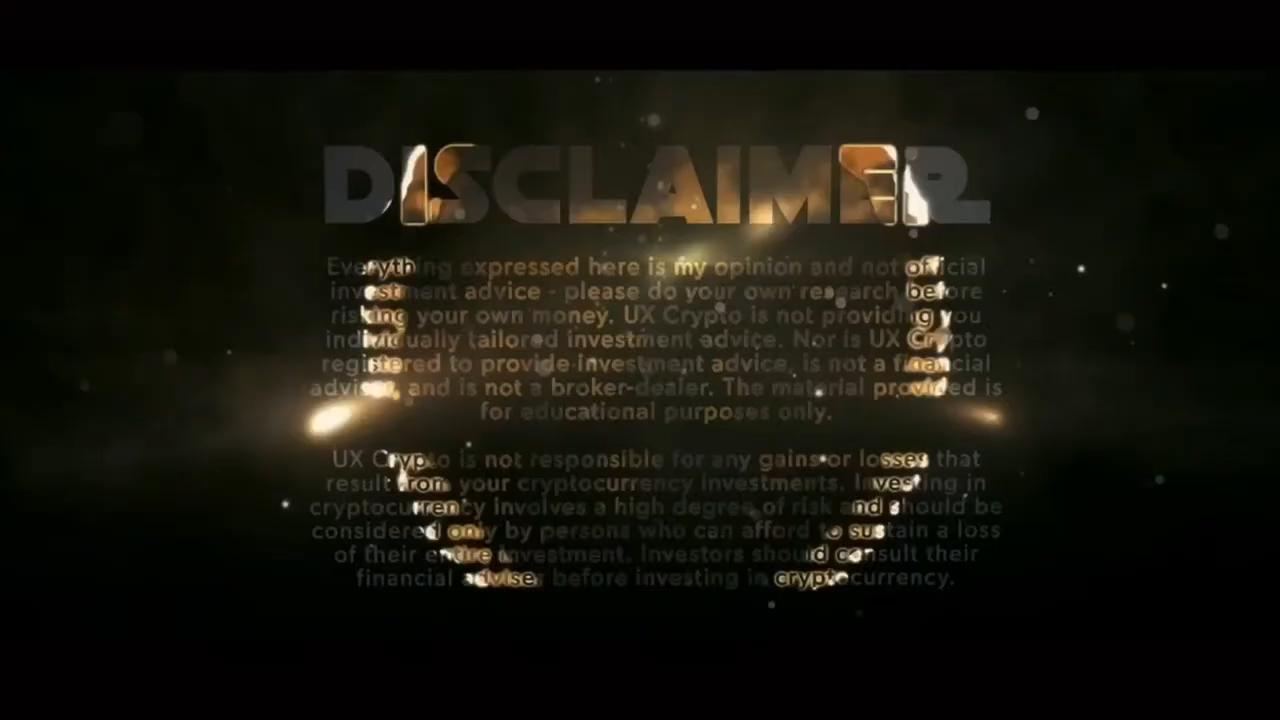 DISCLAIMER
Everything expressed here is my opinion and not official
investment advice - please do your own research before
risking your own money. UX Crypto is not providing you
individually tailored investment advice. Nor is UX Crypto
registered to provide investment advice, is not a financial
adviser, and is not a broker-dealer. The material provided is
for educational purposes only.
UX Crypto is not responsible for any gains or losses that
result from your cryptocurrency investments. Investing in
cryptocurrency involves a high degree of risk and should be
considered only by persons who can afford to sustain a loss
of their entire investment. Investors should consult their
financial adviser before investing in cryptocurrency.